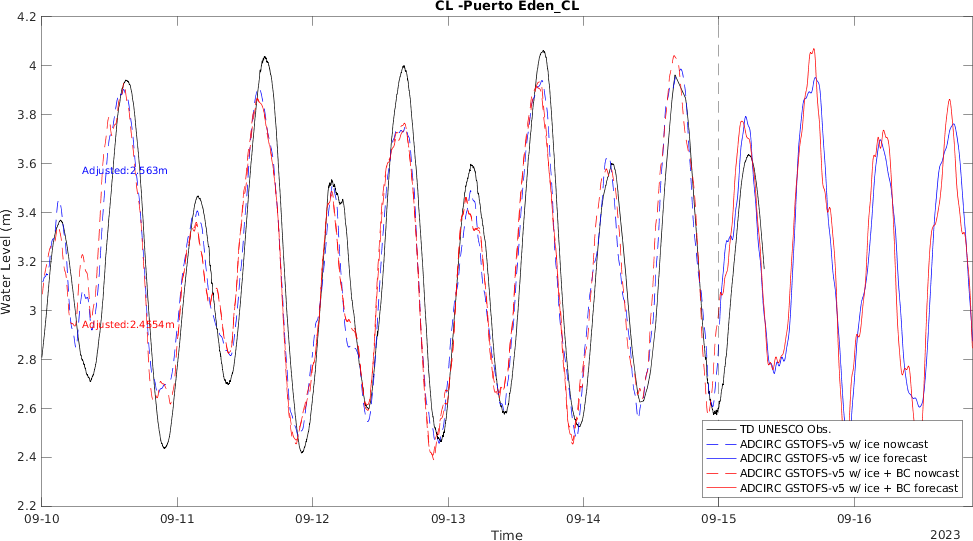 CL -Puerto Eden_CL
4.2
4
3.8
3.6
3.4
3.2
3
2.8
2.6
2.4
2.2
Water Level (m)
Adjusted:2.563m
Adjusted:2.4554m
TD UNESCO Obs.
ADCIRC GSTOFS-v5 w/ ice nowcast
ADCIRC GSTOFS-v5 w/ ice forecast
ADCIRC GSTOFS-v5 w/ ice + BC nowcast
ADCIRC GSTOFS-v5 w/ ice + BC forecast
09-10 09-11 09-12 09-13 09-14 09-15 09-16
Time
2023